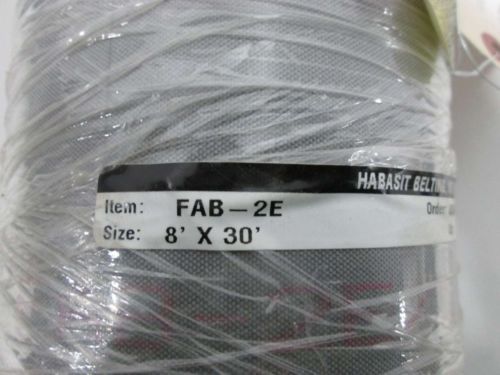 HABASIT BELTING,
Item: FAB-2E
Order:
Size: 8' X 30'